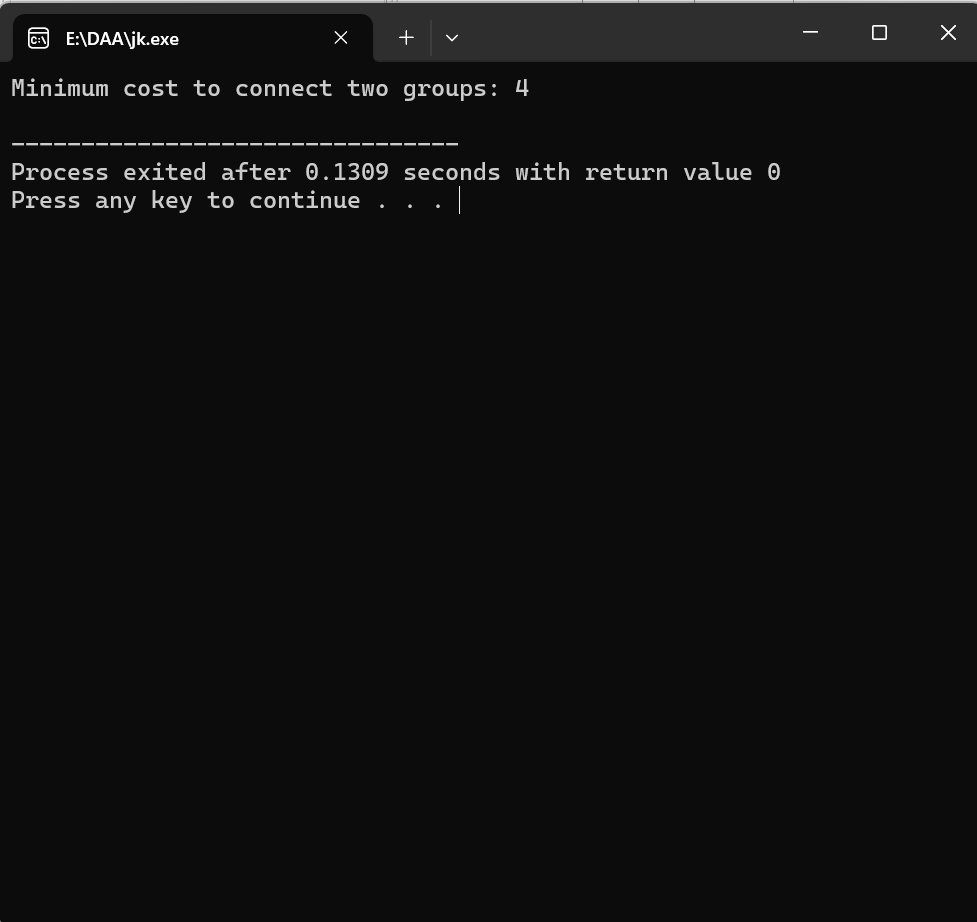 E:\DAA\jk.exe
Minimum cost to connect two groups: 4
--------------------------------
Process exited after 0.1309 seconds with return value 0
Press any key to continue . . .